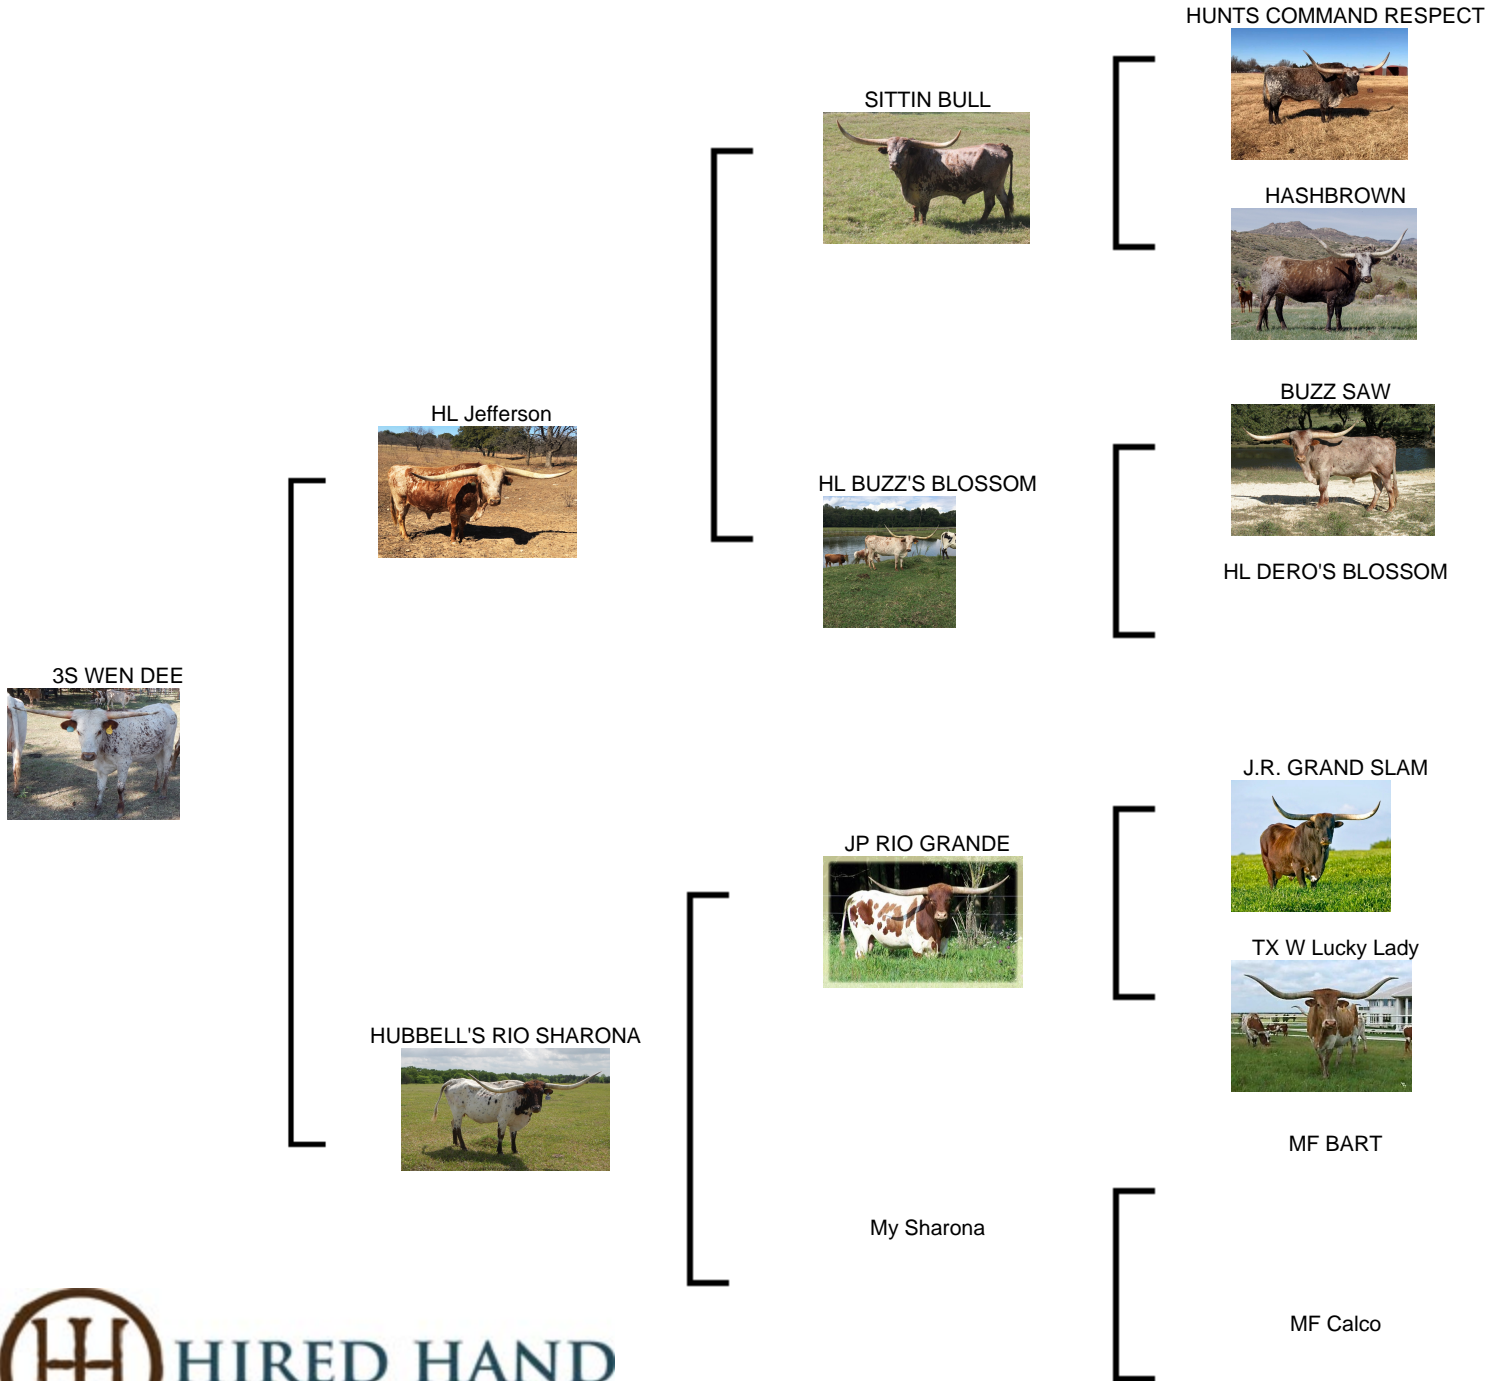 HUNTS COMMAND RESPECT
SITTIN BULL
HASHBROWN
HL Jefferson
BUZZ SAW
HL BUZZ'S BLOSSOM
HL DERO'S BLOSSOM
3S WEN DEE
J.R. GRAND SLAM
JP RIO GRANDE
TX W Lucky Lady
HUBBELL'S RIO SHARONA
MF BART
My Sharona
MF Calco
HIRED HAND